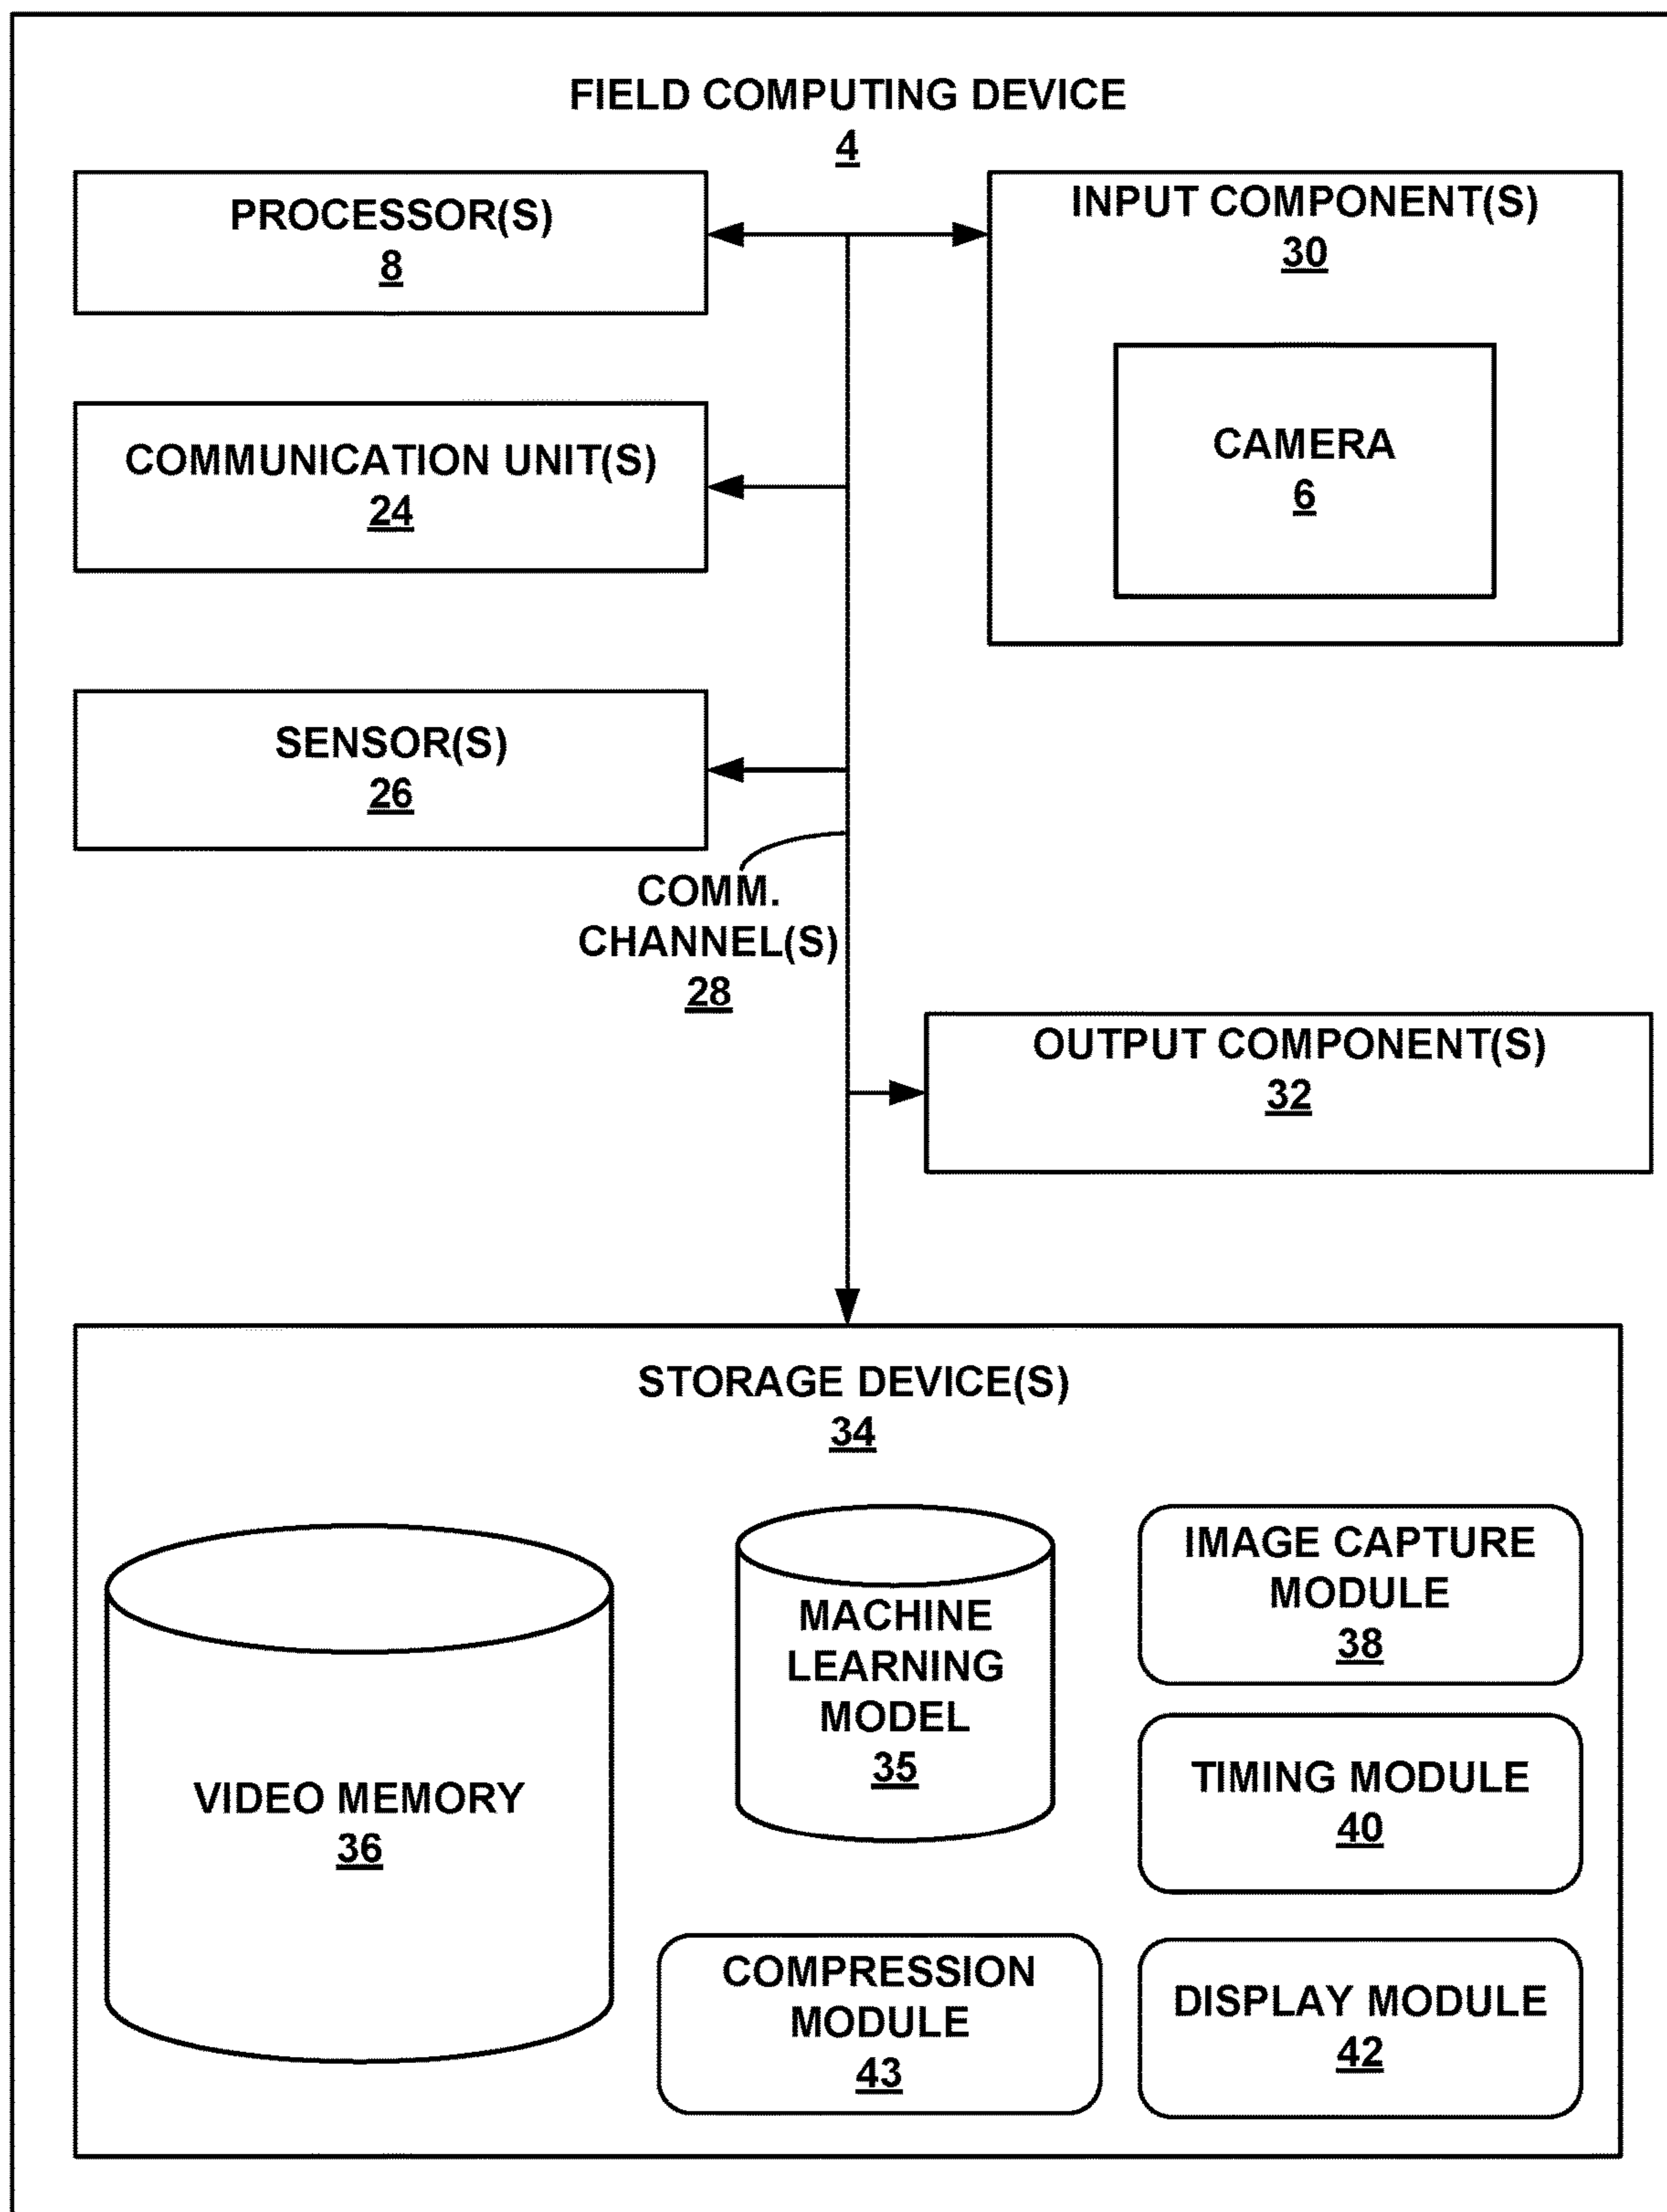 FIELD COMPUTING DEVICE
4
PROCESSOR(S)
8
INPUT COMPONENT(S)
30
CAMERA
6
COMMUNICATION UNIT(S)
24
SENSOR(S)
26
COMM.
CHANNEL(S)
28
OUTPUT COMPONENT(S)
32
STORAGE DEVICE(S)
34
VIDEO MEMORY
36
MACHINE
LEARNING
MODEL
35
IMAGE CAPTURE
MODULE
38
TIMING MODULE
40
COMPRESSION
MODULE
43
DISPLAY MODULE
42